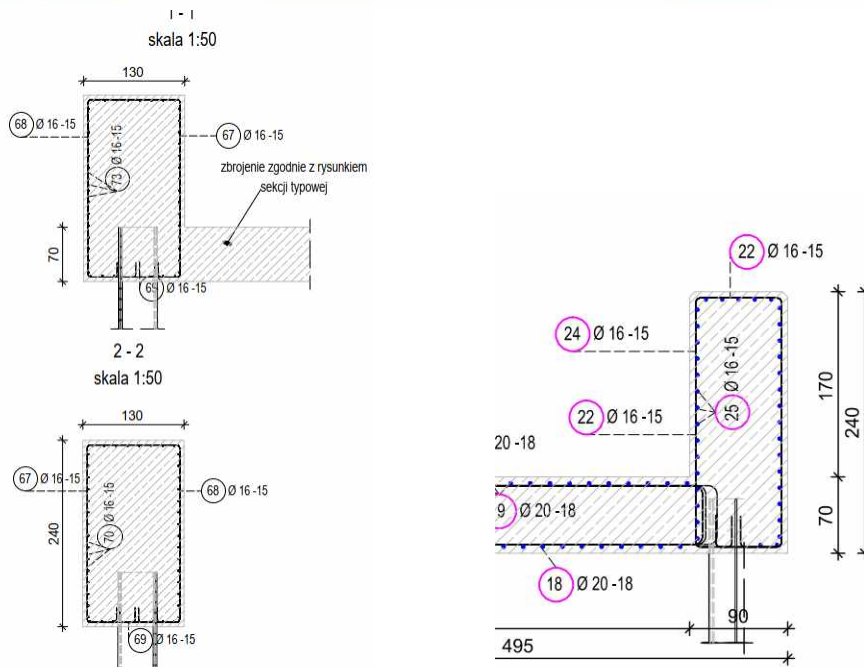 1 - 1
skala 1:50
130
68 Ø 16 -15
67 Ø 16 -15
73 Ø 16 -15
zbrojenie zgodnie z rysunkiem
sekcji typowej
70
69 Ø 16 -15
2 - 2
skala 1:50
130
67 Ø 16 -15
68 Ø 16 -15
70 Ø 16 -15
240
69 Ø 16 -15
22 Ø 16 -15
24 Ø 16 -15
25 Ø 16 -15
22 Ø 16 -15
170
240
20 -18
9 Ø 20 -18
70
18 Ø 20 -18
90
495